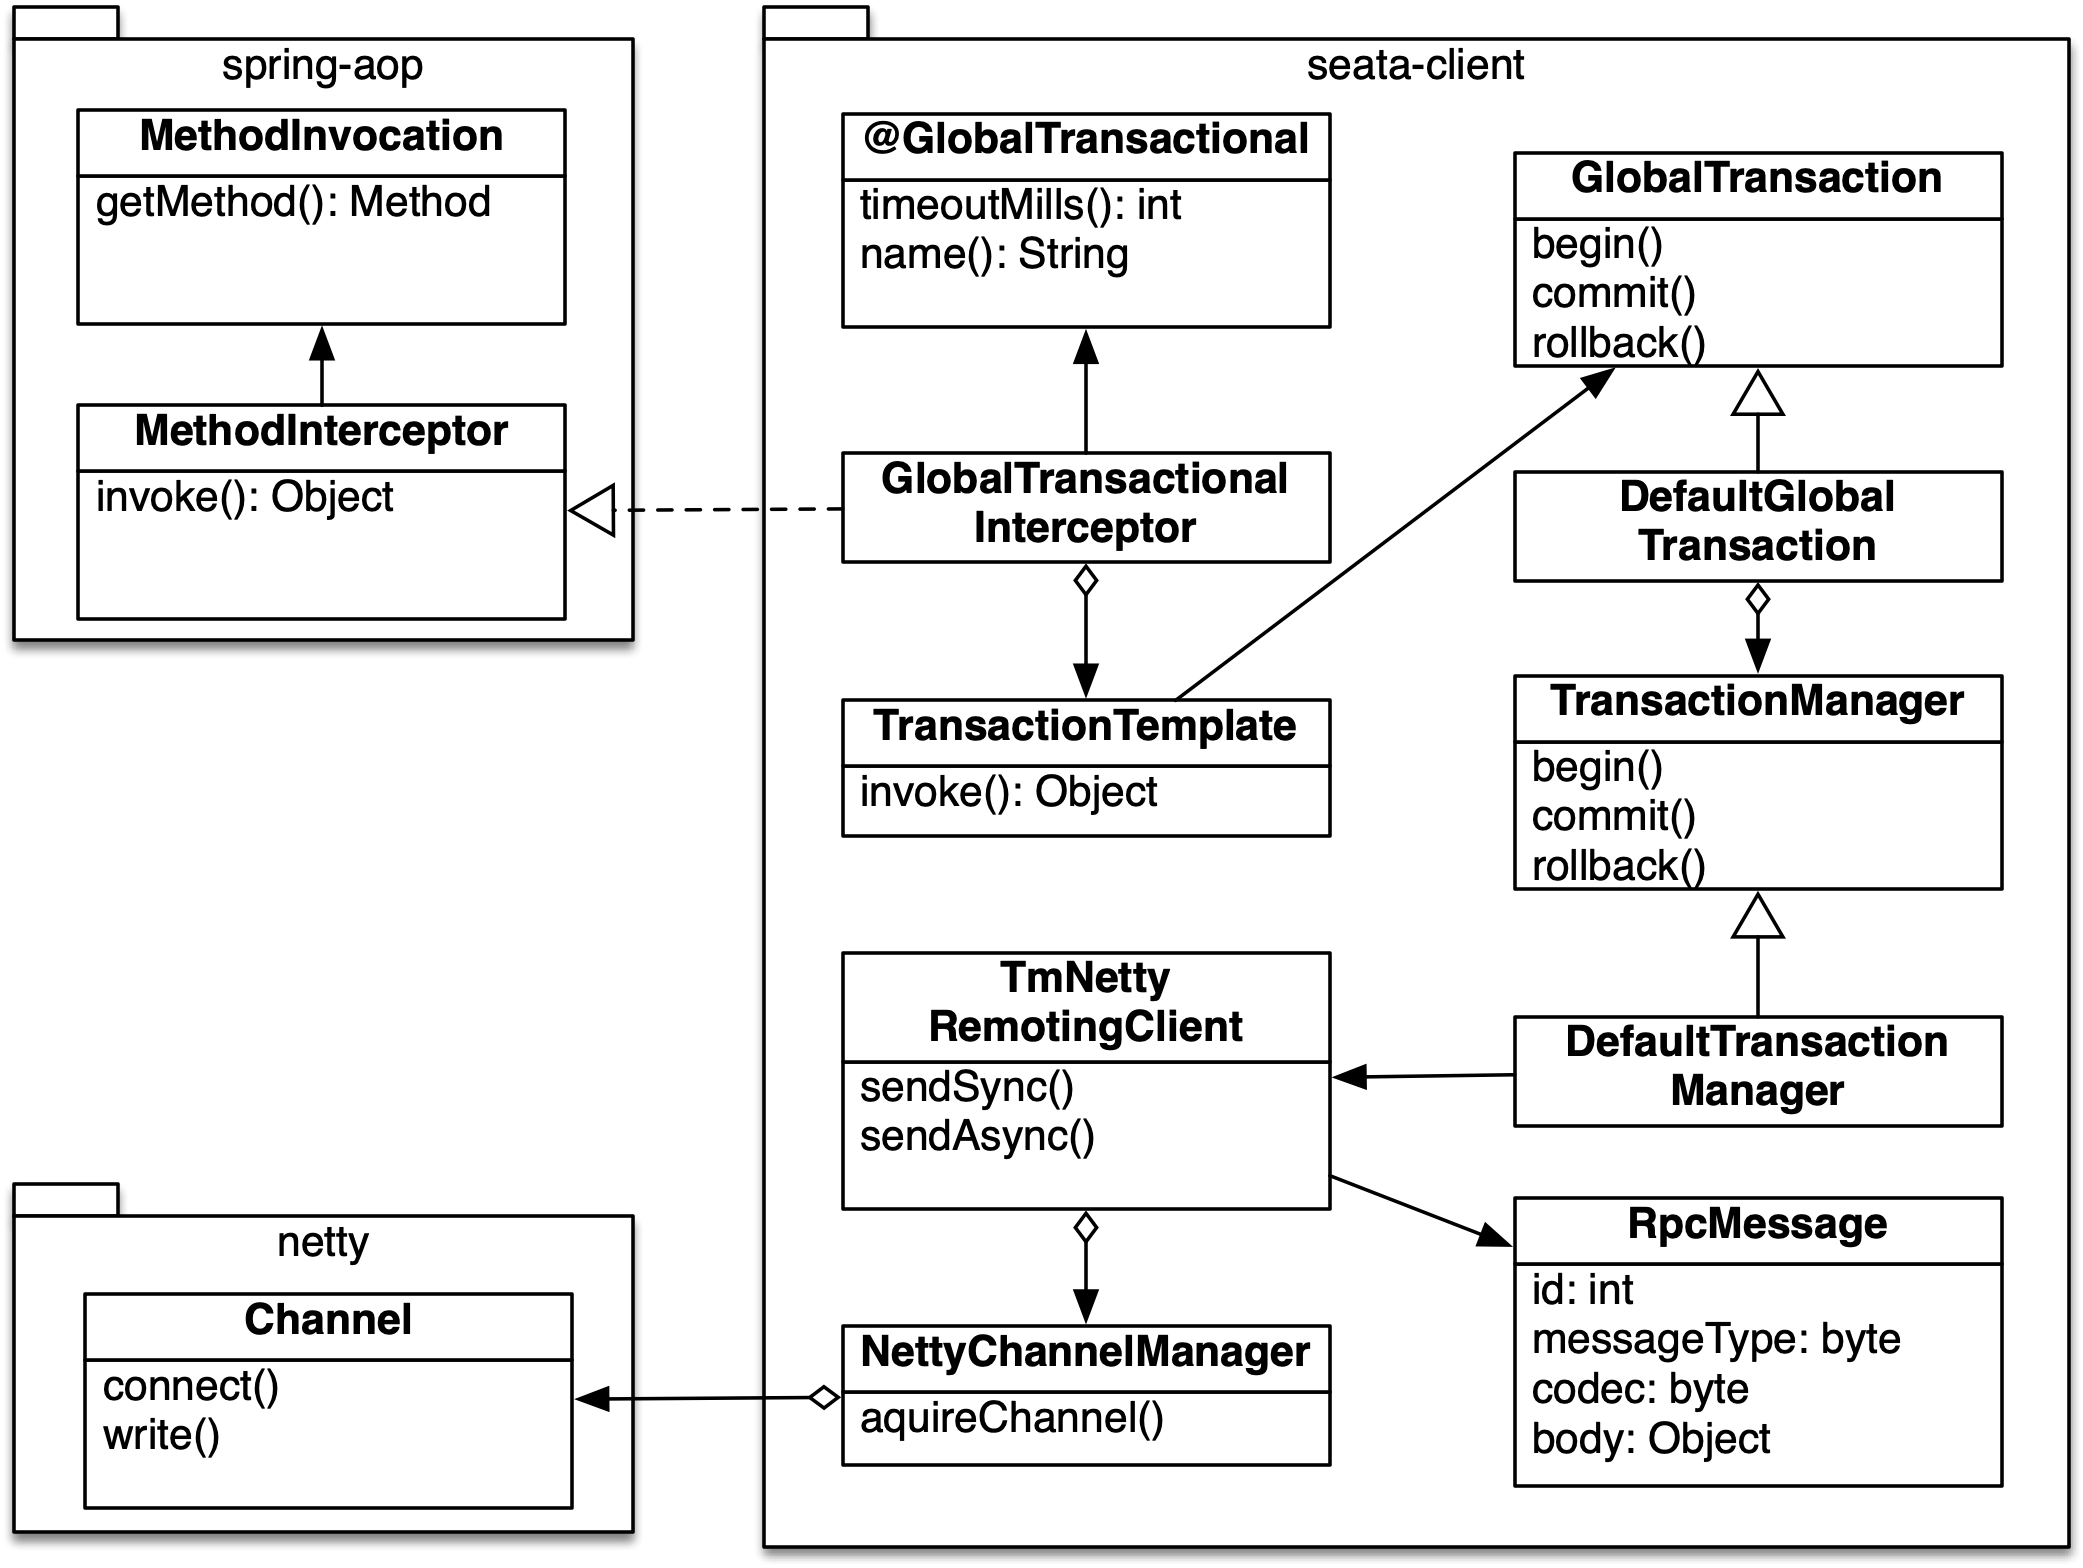 spring-aop
MethodInvocation
getMethod(): Method
MethodInterceptor
invoke(): Object
seata-client
@GlobalTransactional
timeoutMills(): int
name(): String
GlobalTransactional
Interceptor
TransactionTemplate
invoke(): Object
GlobalTransaction
begin()
commit()
rollback()
DefaultGlobal
Transaction
TransactionManager
begin()
commit()
rollback()
DefaultTransaction
Manager
TmNetty
RemotingClient
sendSync()
sendAsync()
RpcMessage
id: int
messageType: byte
codec: byte
body: Object
NettyChannelManager
aquireChannel()
netty
Channel
connect()
write()